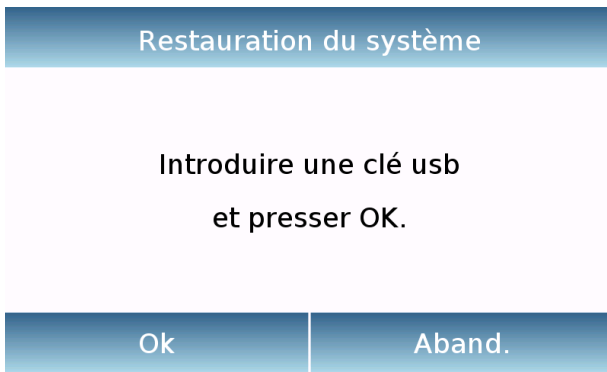 Restauration du système
Introduire une clé usb
et presser OK.
Ok
Aband.